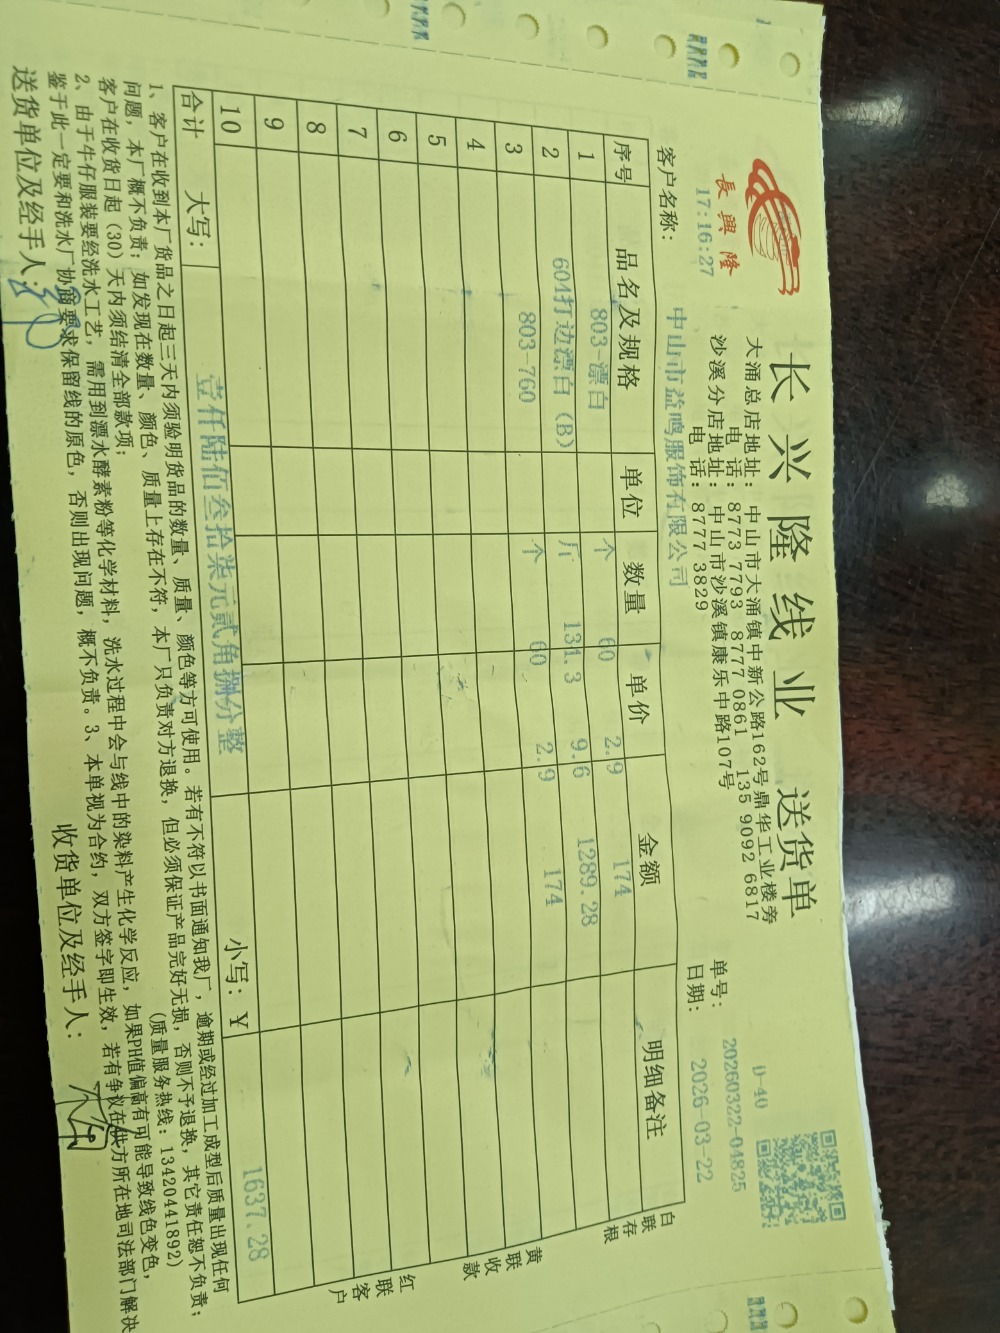 長興隆
17:16:27
长兴隆线业 送货单
大涌总店地址：中山市大涌镇中新公路162号鼎华工业楼旁
电 话：8773 7793 8777 0861 135 9092 6817
沙溪分店地址：中山市沙溪镇康乐中路107号
电 话：8777 3829
D-40
单号：20260322-04825
日期：2026-03-22
客户名称：中山市益鸣服饰有限公司
序号 品名及规格 单位 数量 单价 金额 明细备注
1 803-漂白 个 60 2.9 174
2 604打边漂白（B） 斤 134.3 9.6 1289.28
3 803-760 个 60 2.9 174
4
5
6
7
8
9
10
合计 大写：壹仟陆佰叁拾柒元贰角捌分整 小写：¥ 1637.28
1、客户在收到本厂货品之日起三天内须验明货品的数量、质量、颜色等方可使用。若有不符以书面通知我厂，逾期或经过加工成型后质量出现任何
问题，本厂概不负责；如发现在数量、颜色、质量上存在不符，本厂只负责对方退换，但必须保证产品完好无损，否则不予退换，其它责任恕不负责；
客户在收货日起（30）天内须结清全部款项； （质量服务热线：13420441892）
2、由于牛仔服装要经洗水工艺，需用到漂水酵素粉等化学材料，洗水过程中会与线中的染料产生化学反应，如果PH值偏高有可能导致线色变色，
鉴于此一定要和洗水厂协商要求保留线的原色，否则出现问题，概不负责。3、本单视为合约，双方签字即生效，若有争议在供方所在地司法部门解决
送货单位及经手人： 收货单位及经手人：
白联存根
黄联收款
红联客户